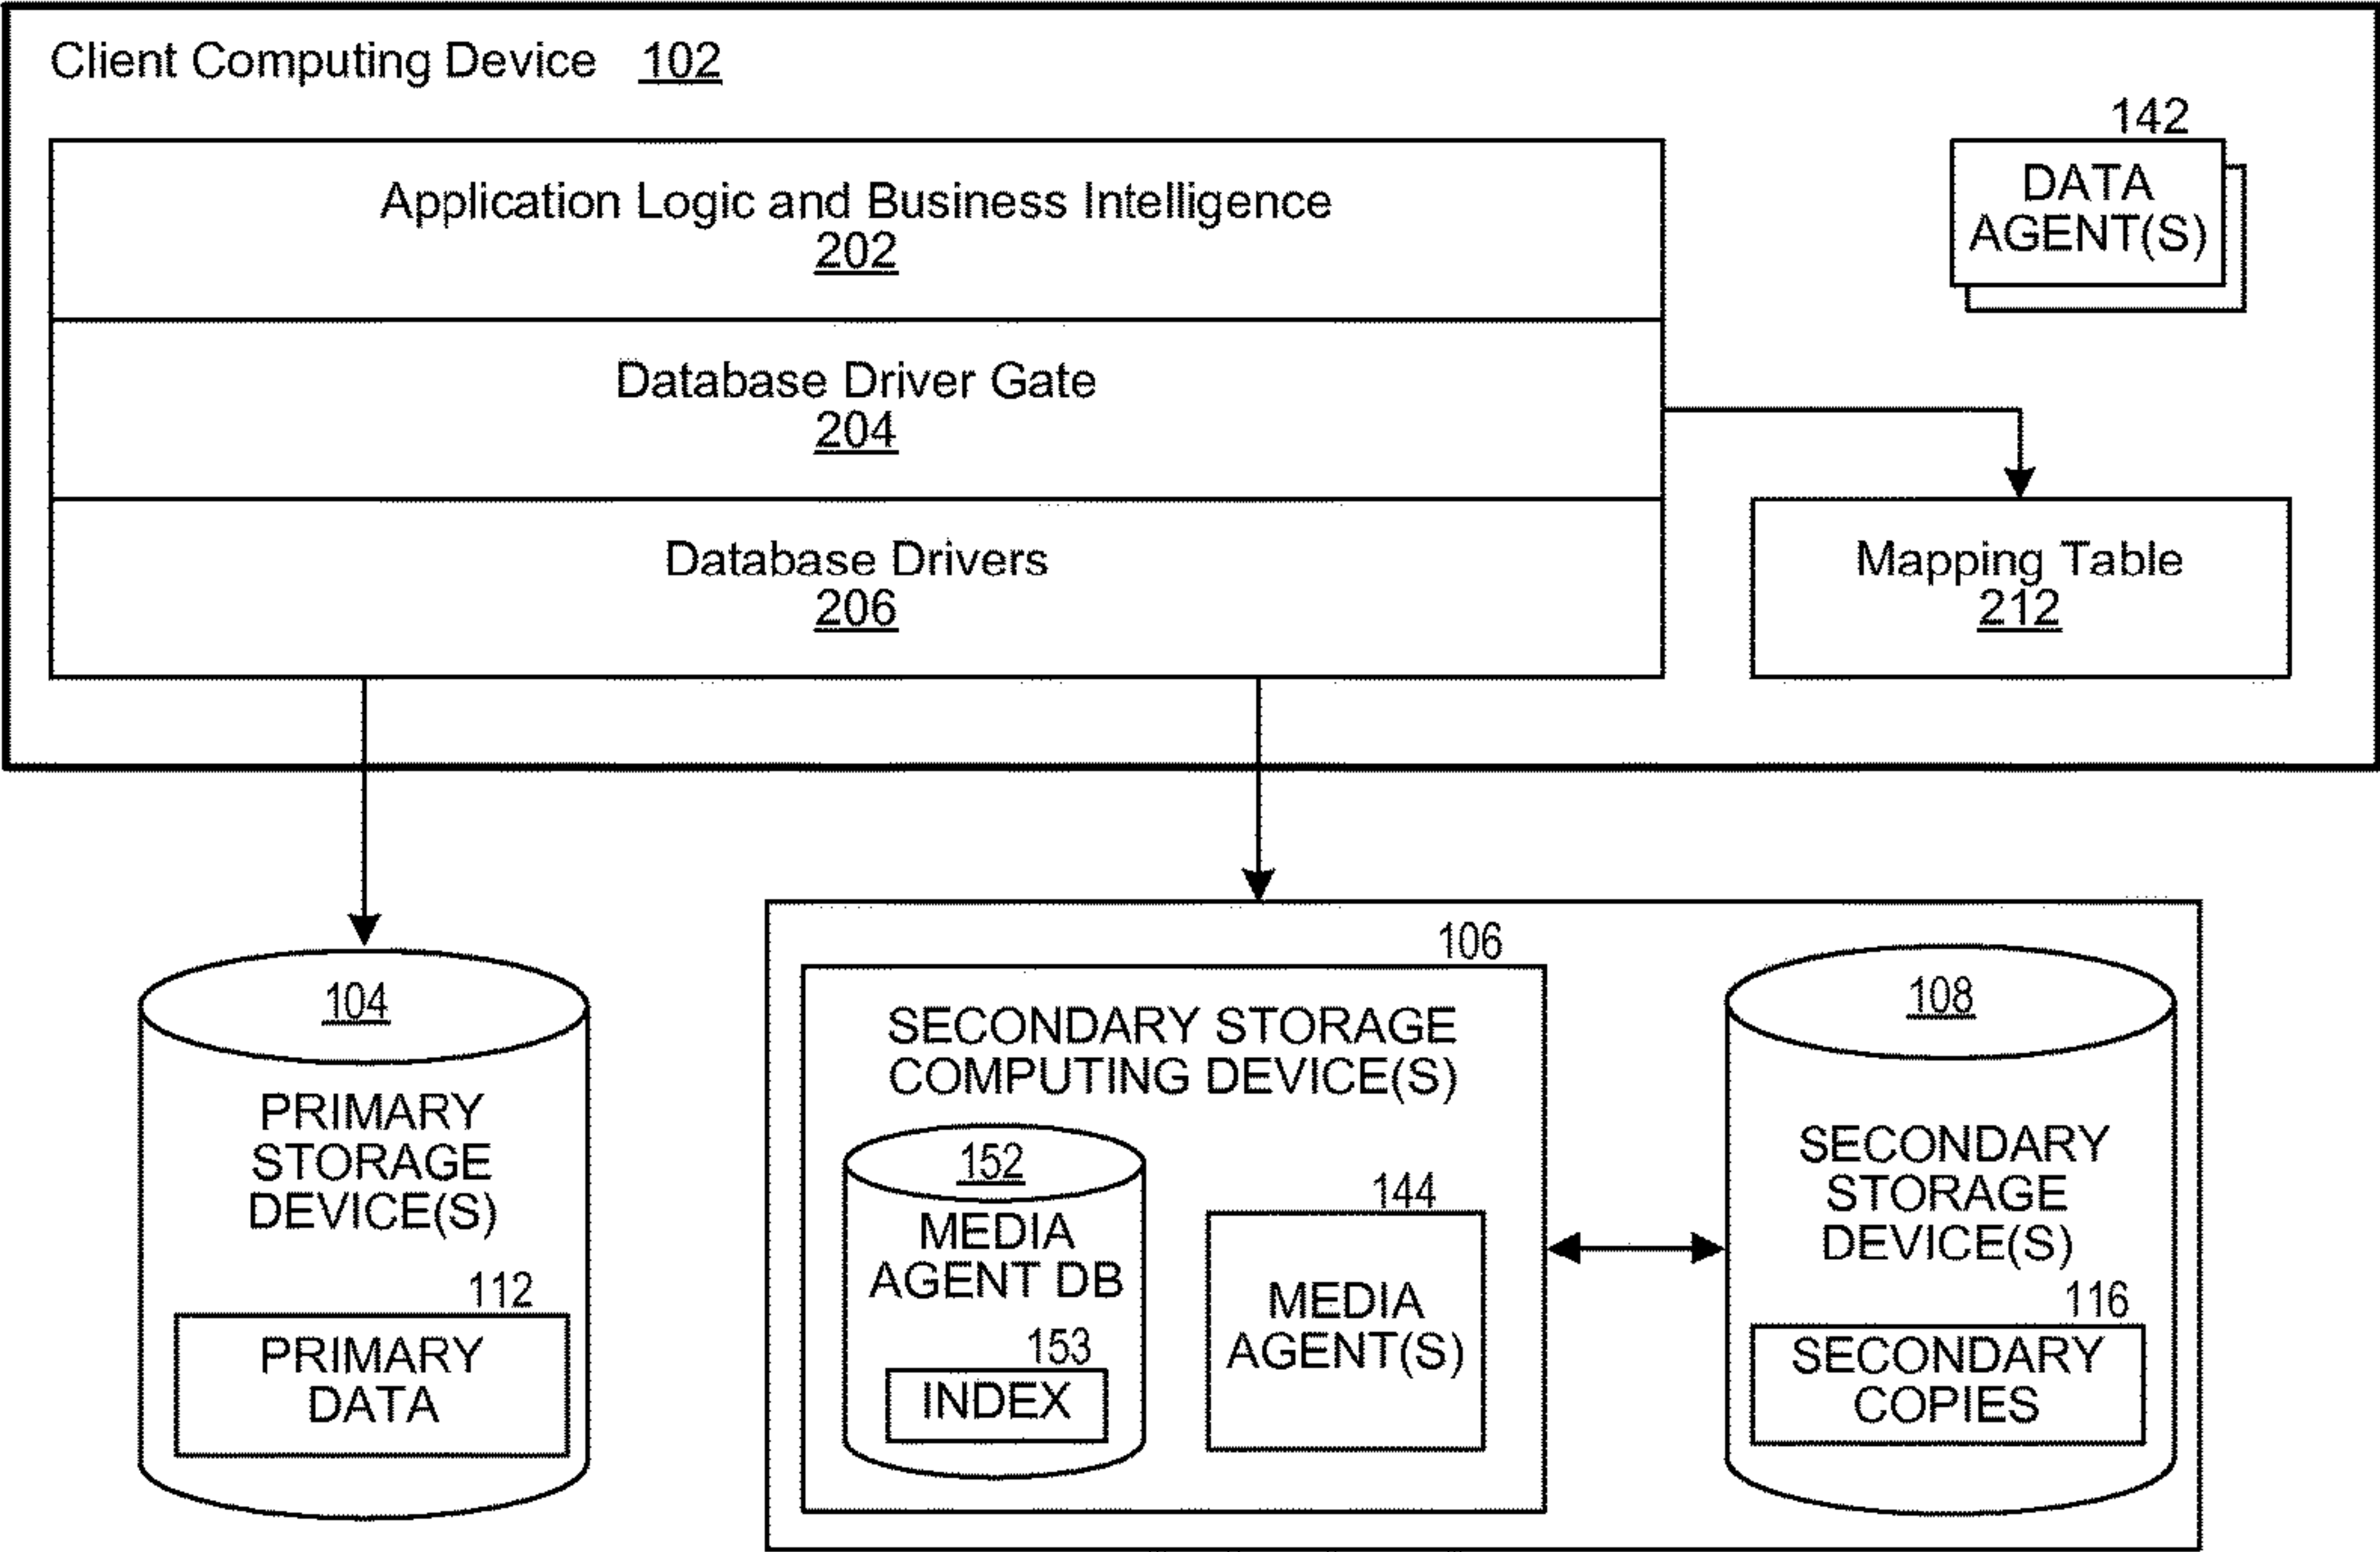 Client Computing Device 102
142
DATA
AGENT(S)
Application Logic and Business Intelligence
202
Database Driver Gate
204
Database Drivers
206
Mapping Table
212
104
PRIMARY
STORAGE
DEVICE(S)
112
PRIMARY
DATA
106
SECONDARY STORAGE
COMPUTING DEVICE(S)
152
MEDIA
AGENT DB
153
INDEX
144
MEDIA
AGENT(S)
108
SECONDARY
STORAGE
DEVICE(S)
116
SECONDARY
COPIES